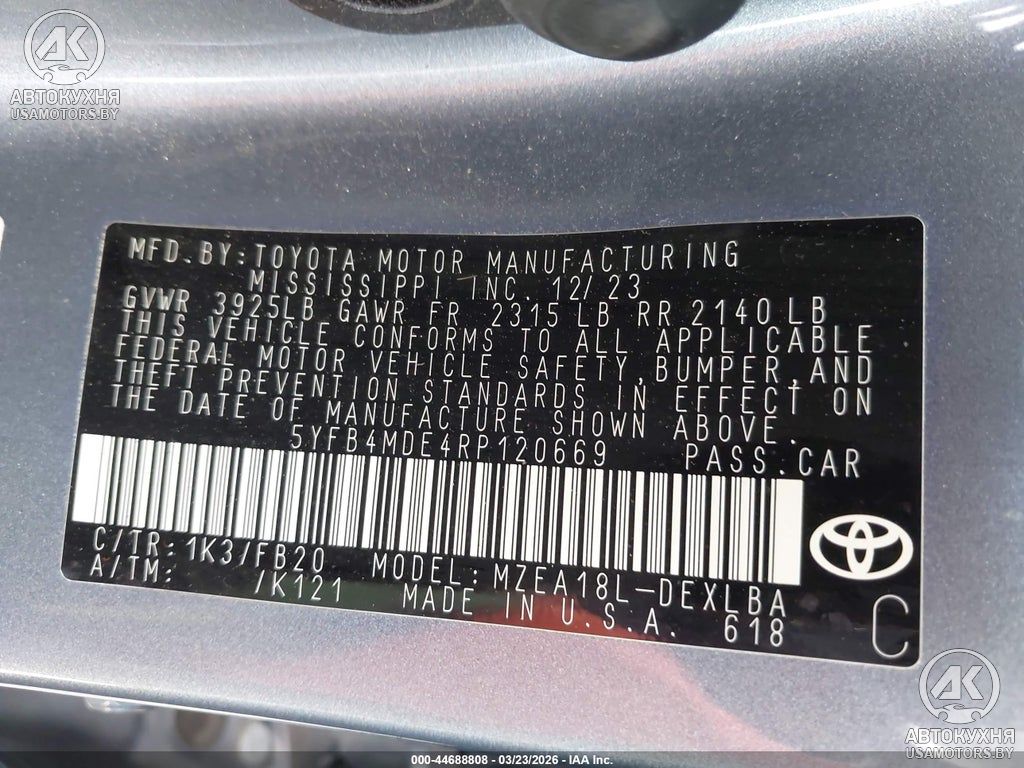 АК
АВТОКУХНЯ
USAMOTORS.BY
MFD. BY: TOYOTA MOTOR MANUFACTURING
MISSISSIPPI INC. 12/23
GVWR 3925LB GAWR FR 2315 LB RR 2140 LB
THIS VEHICLE CONFORMS TO ALL APPLICABLE
FEDERAL MOTOR VEHICLE SAFETY, BUMPER, AND
THEFT PREVENTION STANDARDS IN EFFECT ON
THE DATE OF MANUFACTURE SHOWN ABOVE.
5YFB4MDE4RP120669 PASS. CAR
C/TR: 1K3/FB20 MODEL: MZEA18L-DEXLBA
A/TM: /K121 MADE IN U.S.A. 618
C
АК
АВТОКУХНЯ
USAMOTORS.BY
000-44688808 - 03/23/2026 - IAA Inc.